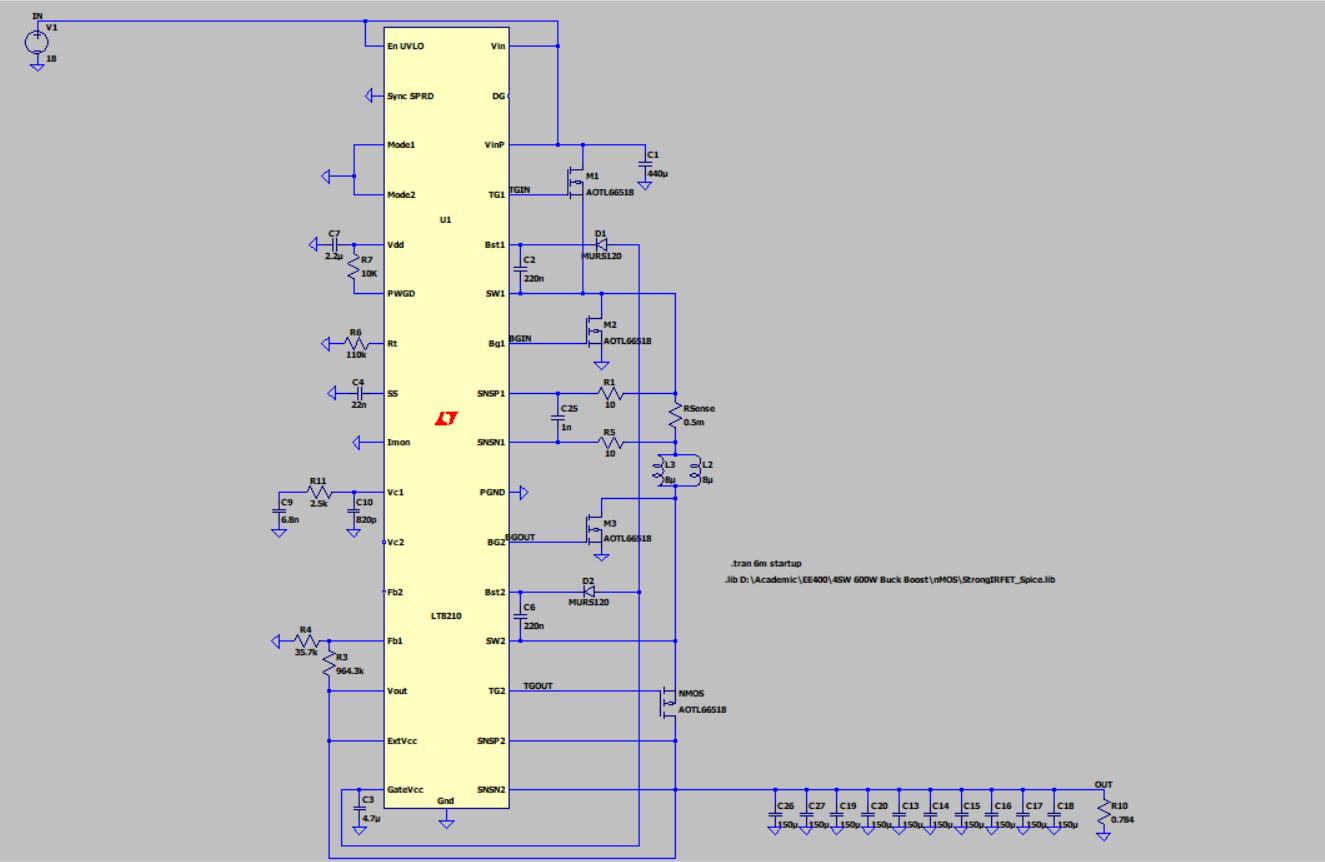 IN
V1
18
En UVLO
Vin
Sync SPRD
DG
Mode1
VinP
C1
440µ
M1
AOTL66518
Mode2
TG1
TGIN
U1
C7
2.2µ
Vdd
R7
10K
Bst1
D1
MURS120
C2
220n
PWGD
SW1
R6
110k
Rt
Bg1
BGIN
M2
AOTL66518
C4
22n
SS
SNSP1
R1
10
C25
1n
RSense
0.5m
LT
Imon
SNSN1
R5
10
L3
8µ
L2
8µ
R11
2.5k
Vc1
C9
6.8n
C10
820p
PGND
Vc2
BG2
BGOUT
M3
AOTL66518
.tran 6m startup
.lib D:\Academic\EE400\4SW 600W Buck Boost\nMOS\StrongIRFET_Spice.lib
Fb2
Bst2
D2
MURS120
LT8210
C6
220n
R4
35.7k
Fb1
SW2
R3
964.3k
Vout
TG2
TGOUT
NMOS
AOTL66518
ExtVcc
SNSP2
GateVcc
SNSN2
C3
4.7µ
Gnd
OUT
C26
150µ
C27
150µ
C19
150µ
C20
150µ
C13
150µ
C14
150µ
C15
150µ
C16
150µ
C17
150µ
C18
150µ
R10
0.784